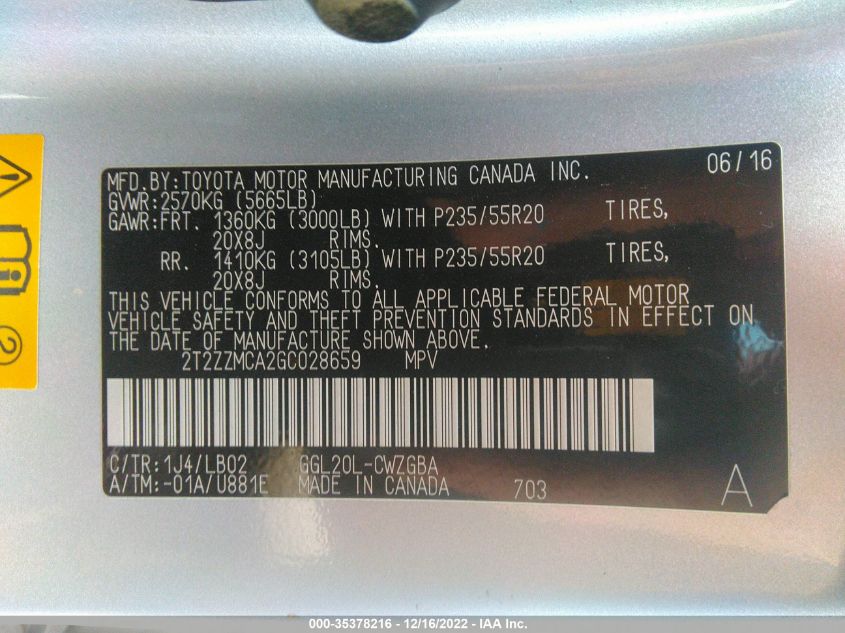 MFD.BY:TOYOTA MOTOR MANUFACTURING CANADA INC. 06/16
GVWR:2570KG (5665LB)
GAWR:FRT. 1360KG (3000LB) WITH P235/55R20 TIRES,
20X8J RIMS.
RR. 1410KG (3105LB) WITH P235/55R20 TIRES,
20X8J RIMS.
THIS VEHICLE CONFORMS TO ALL APPLICABLE FEDERAL MOTOR
VEHICLE SAFETY AND THEFT PREVENTION STANDARDS IN EFFECT ON
THE DATE OF MANUFACTURE SHOWN ABOVE.
2T2ZZMCA2GC028659 MPV
C/TR:1J4/LB02 GGL20L-CWZGBA
A/TM:-01A/U881E MADE IN CANADA 703 A
2
000-35378216 - 12/16/2022 - IAA Inc.